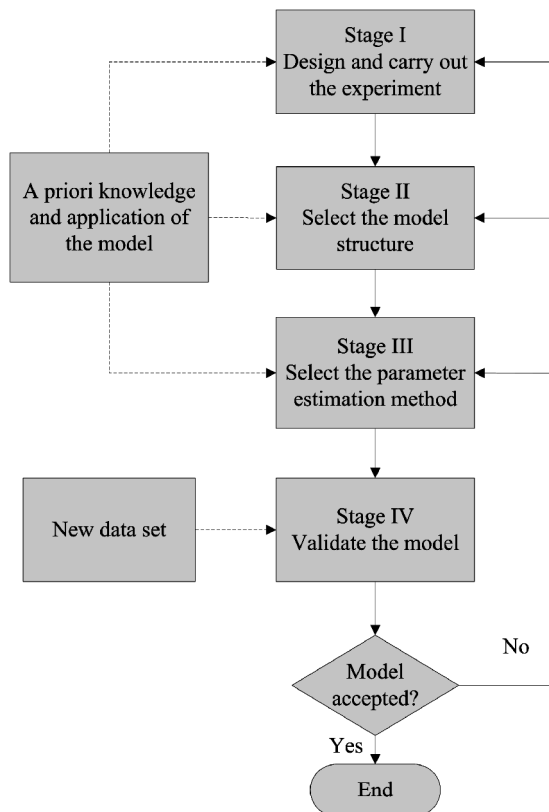 Stage I
Design and carry out
the experiment
A priori knowledge
and application of
the model
Stage II
Select the model
structure
Stage III
Select the parameter
estimation method
New data set
Stage IV
Validate the model
Model
accepted?
No
Yes
End